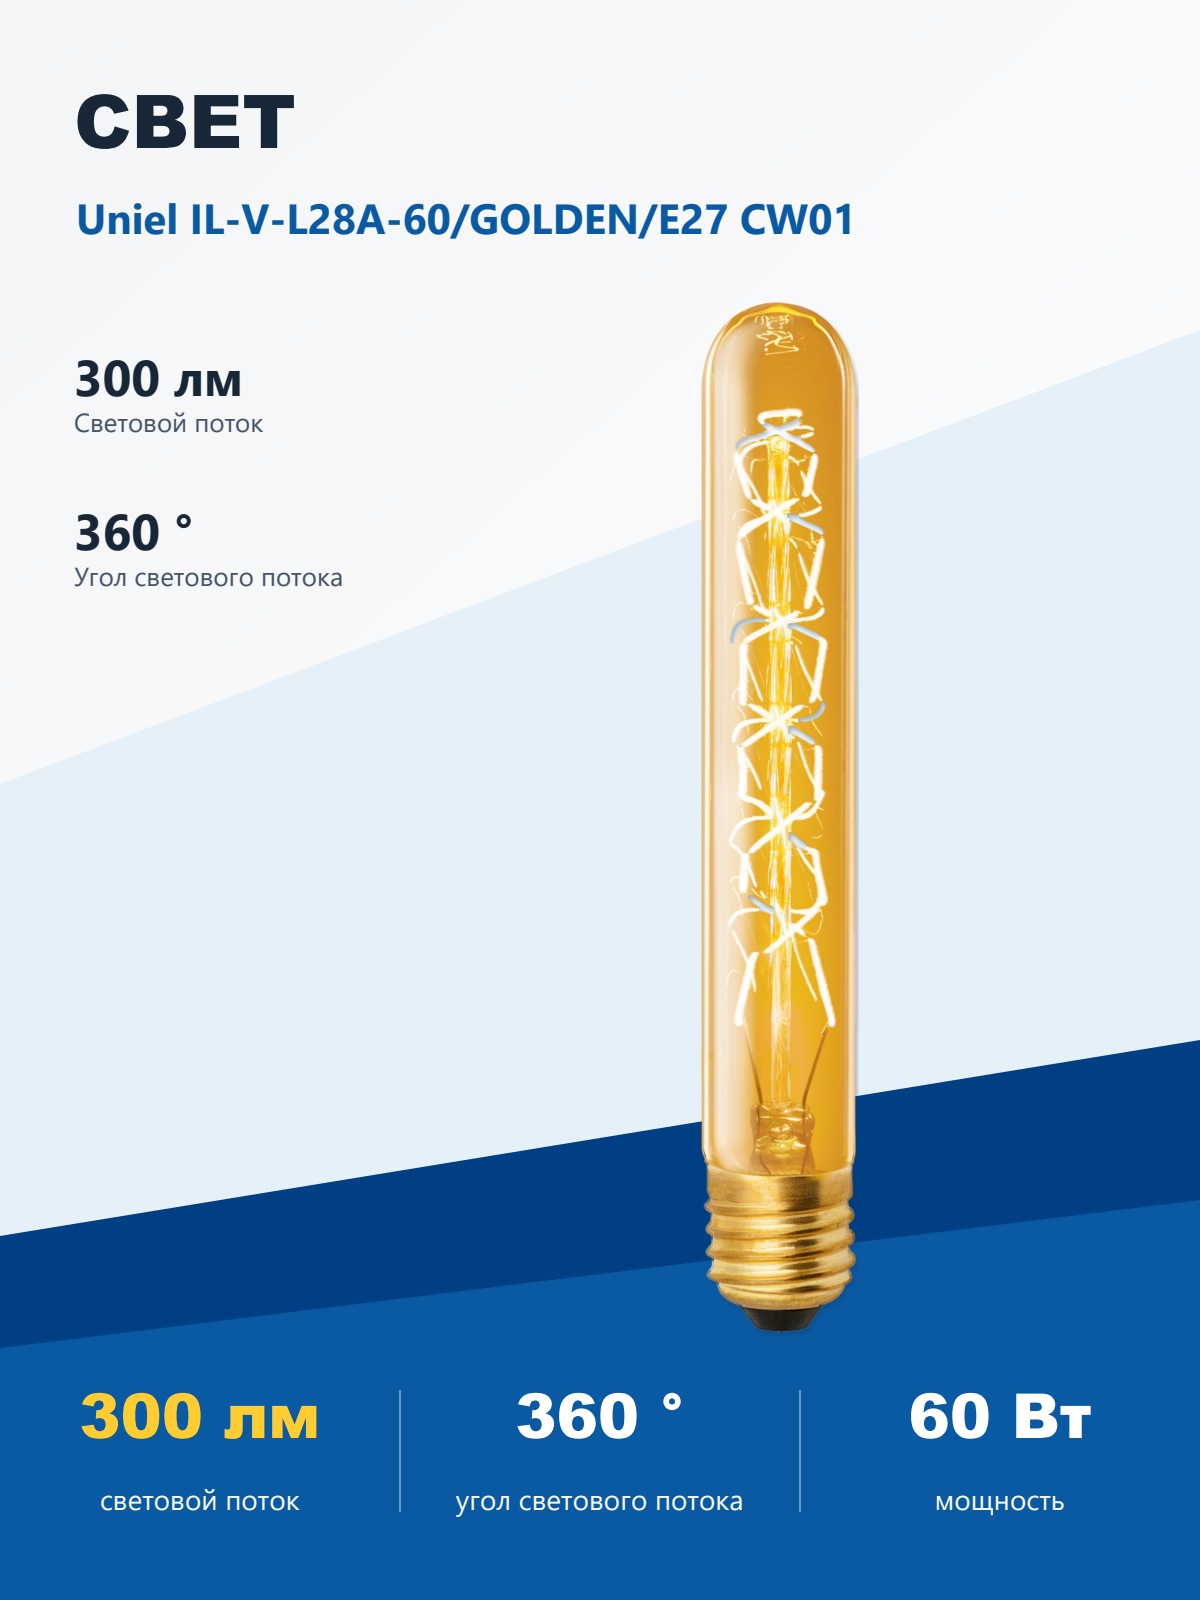 СВЕТ
Uniel IL-V-L28A-60/GOLDEN/E27 CW01
300 лм
Световой поток
360 °
Угол светового потока
300 лм
световой поток
360 °
угол светового потока
60 Вт
мощность